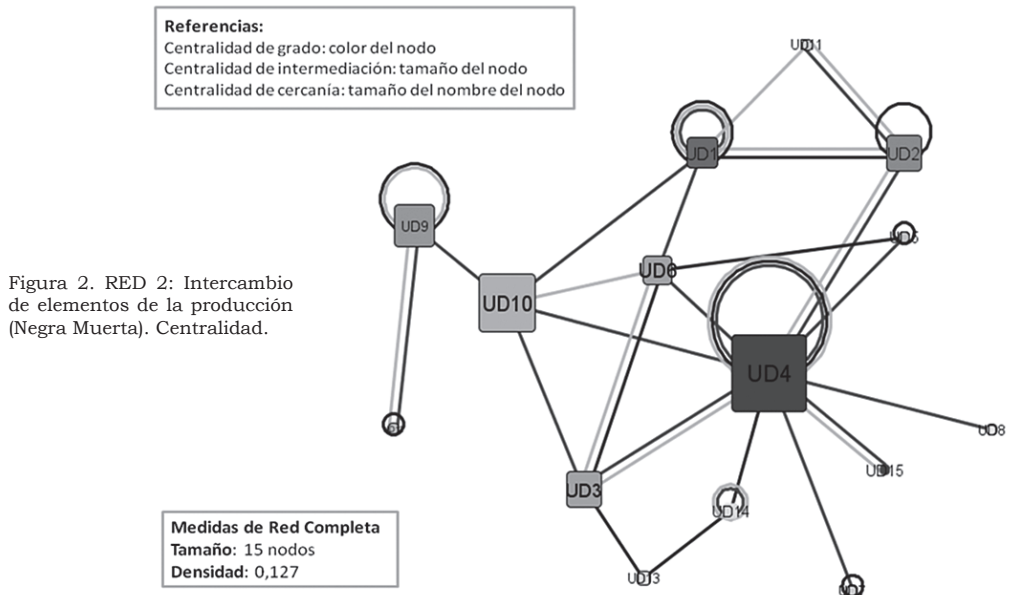 Referencias:
Centralidad de grado: color del nodo
Centralidad de intermediación: tamaño del nodo
Centralidad de cercanía: tamaño del nombre del nodo
UD11
UD1
UD2
UD9
UD5
UD6
Figura 2. RED 2: Intercambio
de elementos de la producción
(Negra Muerta). Centralidad.
UD10
UD4
UD8
UD15
UD3
UD14
Medidas de Red Completa
Tamaño: 15 nodos
Densidad: 0,127
UD13
UD7